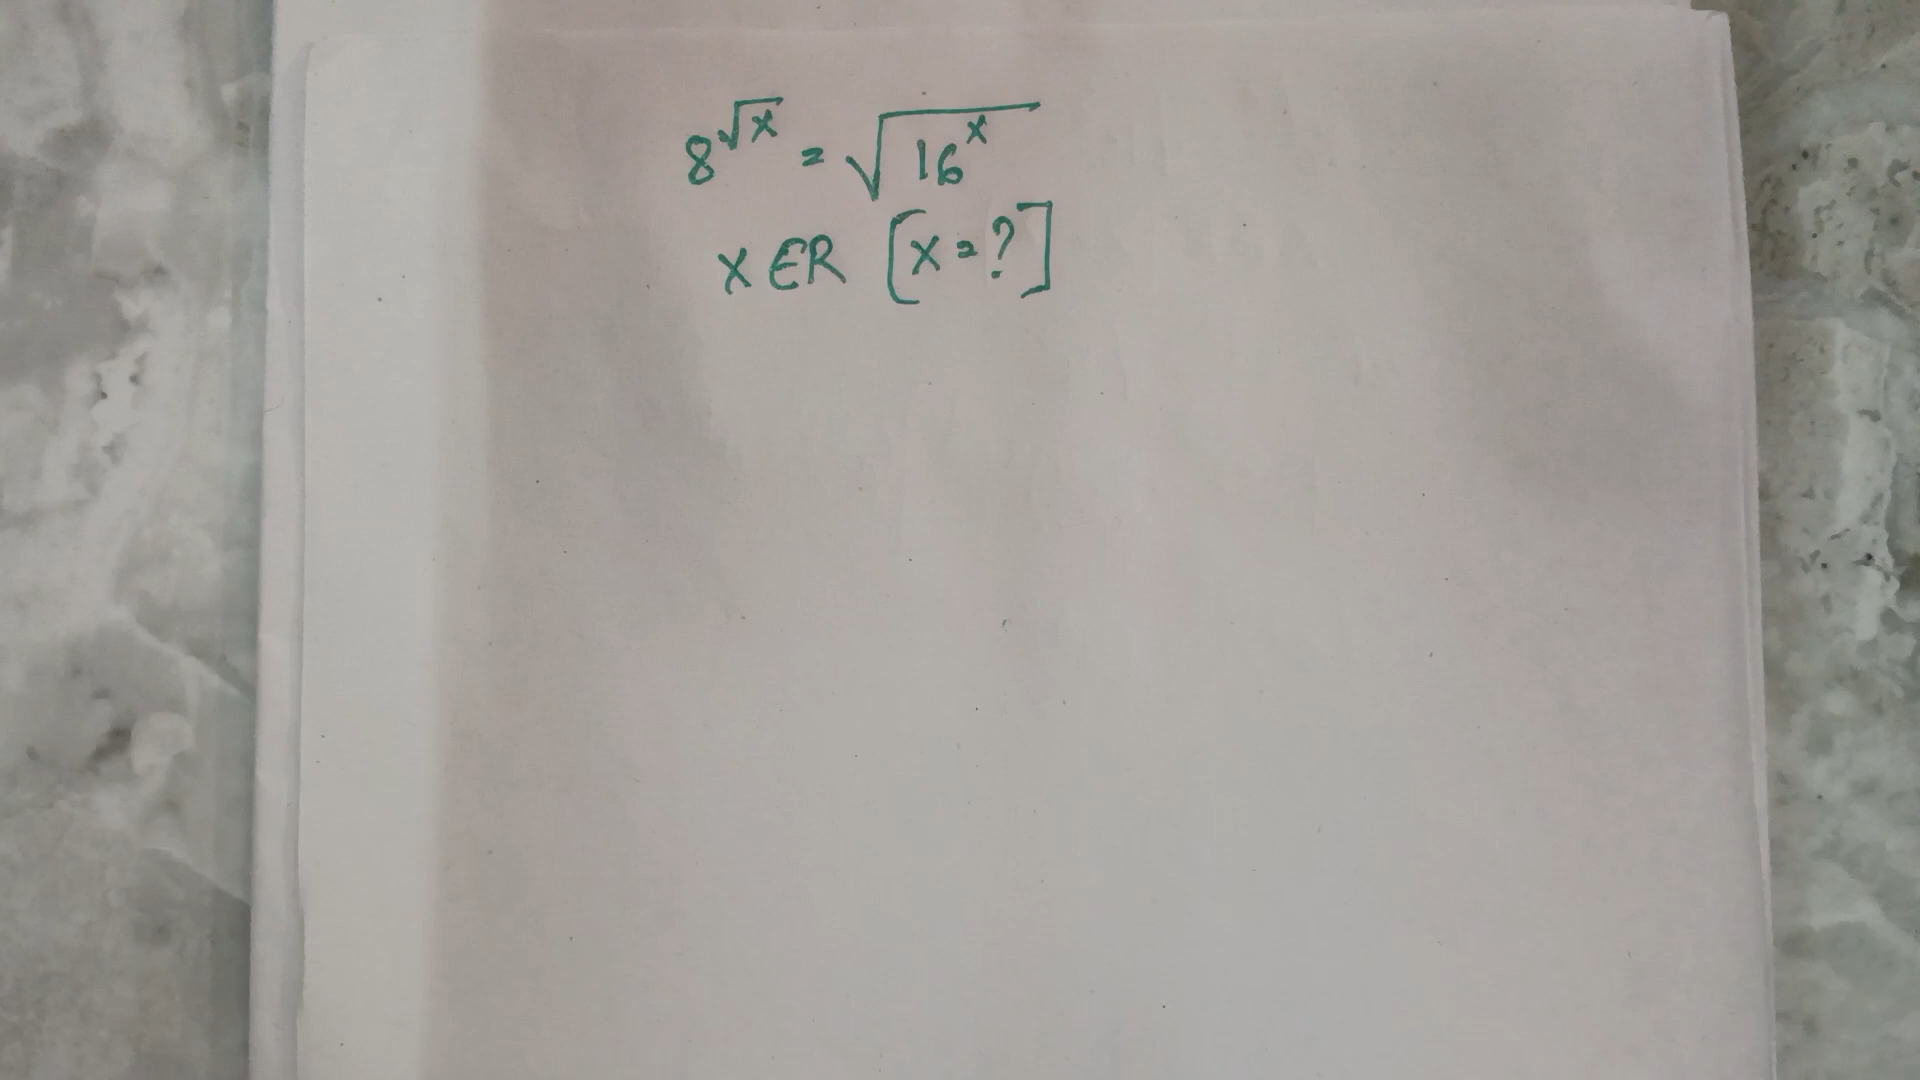 8^√x = √16^x
x ∈ R [x = ?]